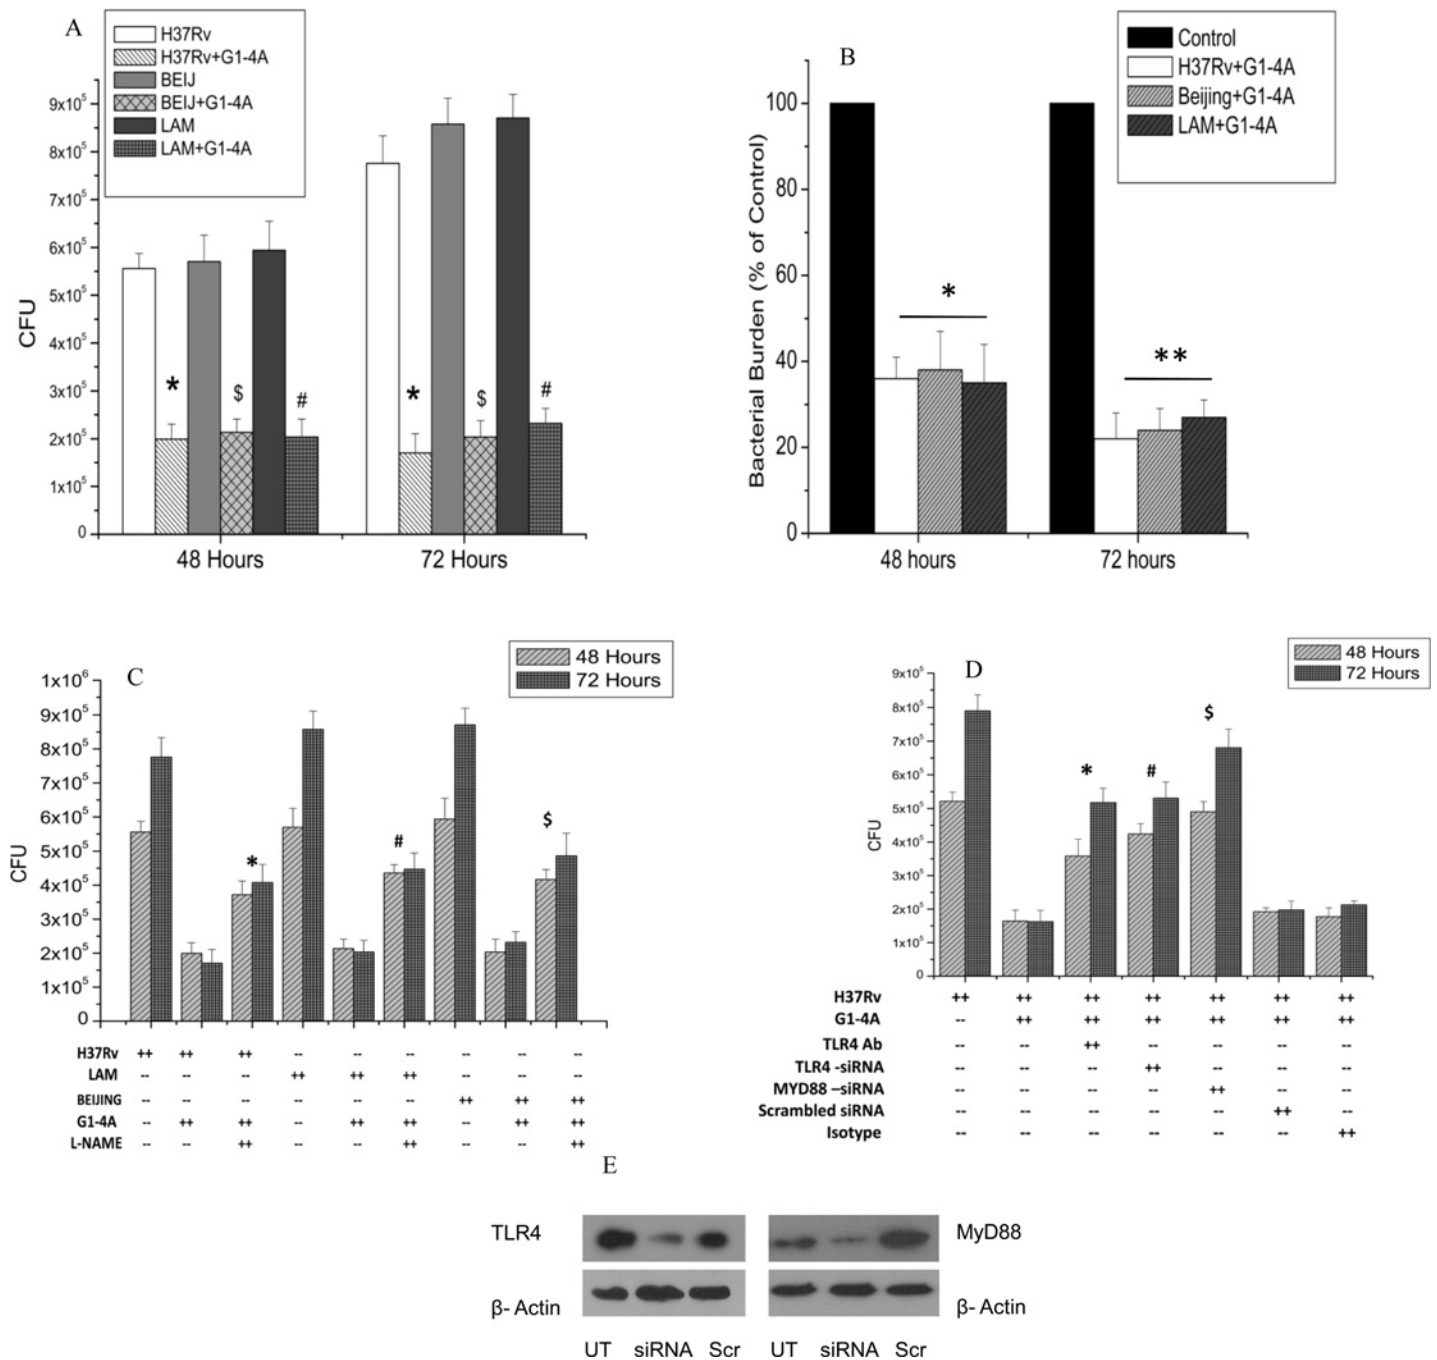 A
H37Rv
H37Rv+G1-4A
BEIJ
BEIJ+G1-4A
LAM
LAM+G1-4A
9x10⁵
8x10⁵
7x10⁵
6x10⁵
5x10⁵
4x10⁵
3x10⁵
2x10⁵
1x10⁵
0
CFU
* $ #
* $ #
48 Hours 72 Hours
B
Control
H37Rv+G1-4A
Beijing+G1-4A
LAM+G1-4A
100
80
60
40
20
0
Bacterial Burden (% of Control)
*
**
48 hours 72 hours
C
48 Hours
72 Hours
1x10⁶
9x10⁵
8x10⁵
7x10⁵
6x10⁵
5x10⁵
4x10⁵
3x10⁵
2x10⁵
1x10⁵
0
CFU
* # $
H37Rv ++ ++ ++ -- -- -- -- -- --
LAM -- -- -- ++ ++ ++ -- -- --
BEIJING -- -- -- -- -- -- ++ ++ ++
G1-4A -- ++ ++ -- ++ ++ -- ++ ++
L-NAME -- -- ++ -- -- ++ -- -- ++
D
48 Hours
72 Hours
9x10⁵
8x10⁵
7x10⁵
6x10⁵
5x10⁵
4x10⁵
3x10⁵
2x10⁵
1x10⁵
0
CFU
* # $
H37Rv ++ ++ ++ ++ ++ ++ ++
G1-4A -- ++ ++ ++ ++ ++ ++
TLR4 Ab -- -- ++ -- -- -- --
TLR4 -siRNA -- -- -- ++ -- -- --
MYD88 –siRNA -- -- -- -- ++ -- --
Scrambled siRNA -- -- -- -- -- ++ --
Isotype -- -- -- -- -- -- ++
E
TLR4 MyD88
β- Actin β- Actin
UT siRNA Scr UT siRNA Scr